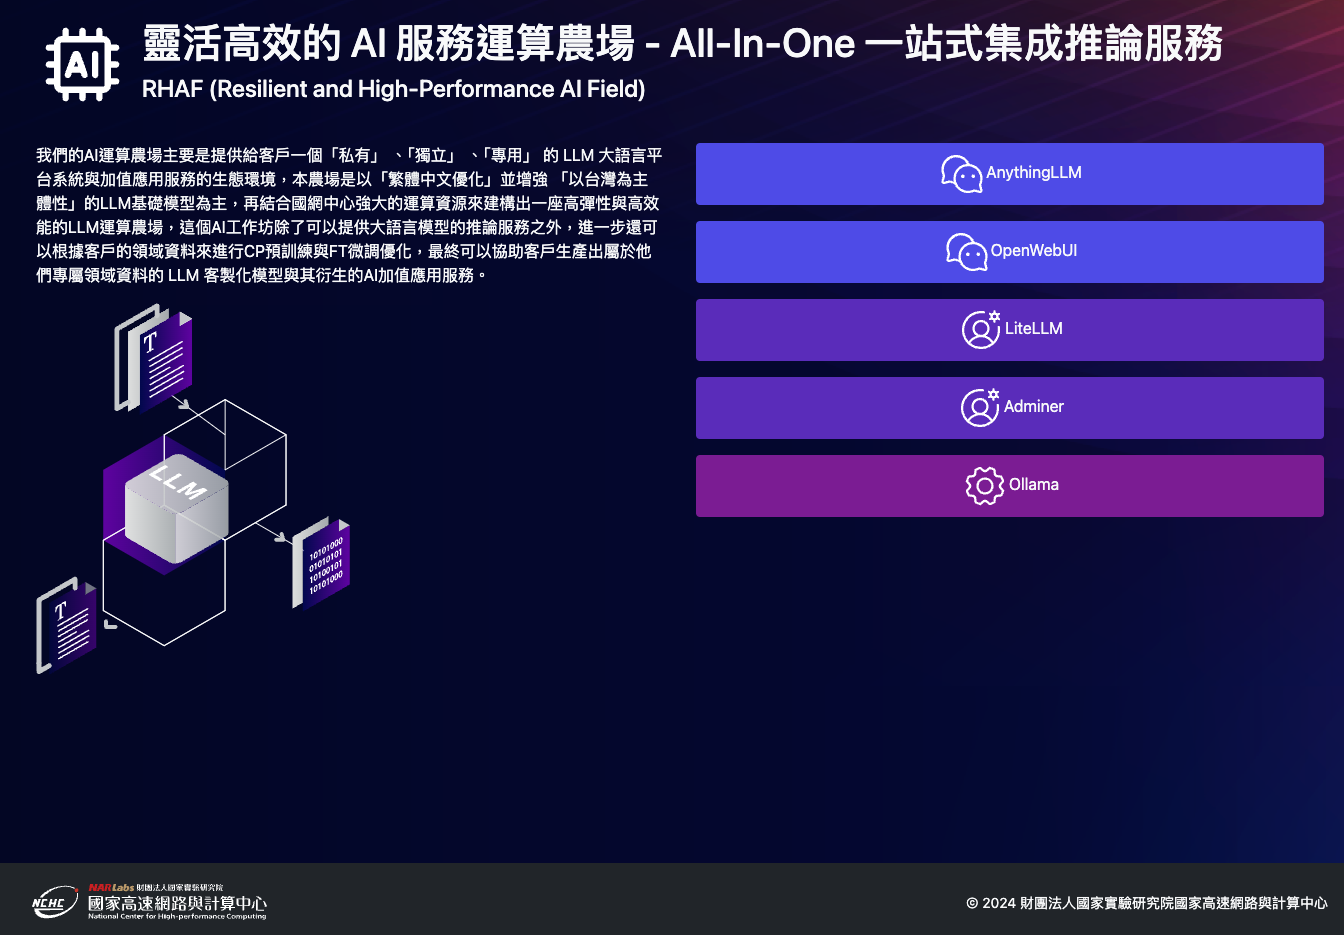 靈活高效的 AI 服務運算農場 - All-In-One 一站式集成推論服務
AI
RHAF (Resilient and High-Performance AI Field)
我們的AI運算農場主要是提供給客戶一個「私有」 、「獨立」 、「專用」 的 LLM 大語言平
台系統與加值應用服務的生態環境，本農場是以「繁體中文優化」並增強 「以台灣為主
體性」的LLM基礎模型為主，再結合國網中心強大的運算資源來建構出一座高彈性與高效
能的LLM運算農場，這個AI工作坊除了可以提供大語言模型的推論服務之外，進一步還可
以根據客戶的領域資料來進行CP預訓練與FT微調優化，最終可以協助客戶生產出屬於他
們專屬領域資料的 LLM 客製化模型與其衍生的AI加值應用服務。
AnythingLLM
OpenWebUI
LiteLLM
Adminer
Ollama
T
LLM
10101000
01010101
10100101
10101000
T
NCHC
NARLabs 財團法人國家實驗研究院
國家高速網路與計算中心
National Center for High-performance Computing
© 2024 財團法人國家實驗研究院國家高速網路與計算中心